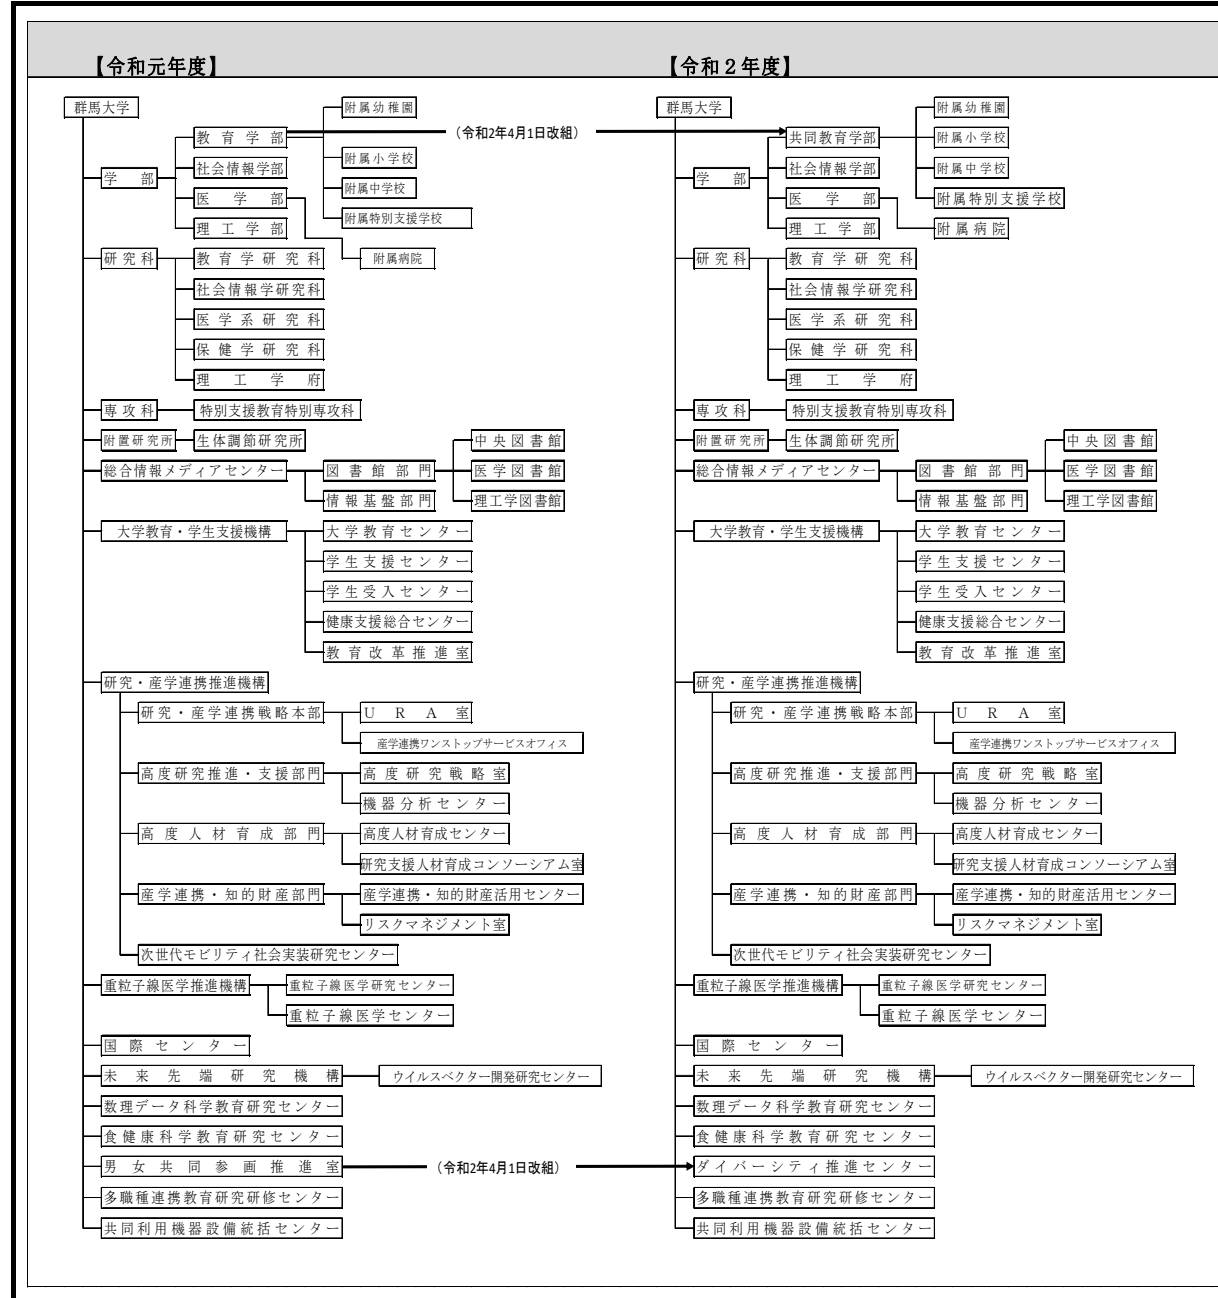 【令和元年度】 【令和２年度】
群馬大学 附属幼稚園 群馬大学 附属幼稚園
教育学部 （令和2年4月1日改組） 共同教育学部 附属小学校
附属小学校
学部 社会情報学部 学部 社会情報学部 附属中学校
附属中学校
医学部 医学部 附属特別支援学校
附属特別支援学校
理工学部 理工学部 附属病院
研究科 教育学研究科 附属病院 研究科 教育学研究科
社会情報学研究科 社会情報学研究科
医学系研究科 医学系研究科
保健学研究科 保健学研究科
理工学府 理工学府
専攻科 特別支援教育特別専攻科 専攻科 特別支援教育特別専攻科
附置研究所 生体調節研究所 中央図書館 附置研究所 生体調節研究所 中央図書館
総合情報メディアセンター 図書館部門 医学図書館 総合情報メディアセンター 図書館部門 医学図書館
情報基盤部門 理工学図書館 情報基盤部門 理工学図書館
大学教育・学生支援機構 大学教育センター 大学教育・学生支援機構 大学教育センター
学生支援センター 学生支援センター
学生受入センター 学生受入センター
健康支援総合センター 健康支援総合センター
教育改革推進室 教育改革推進室
研究・産学連携推進機構 研究・産学連携推進機構
研究・産学連携戦略本部 ＵＲＡ室 研究・産学連携戦略本部 ＵＲＡ室
産学連携ワンストップサービスオフィス 産学連携ワンストップサービスオフィス
高度研究推進・支援部門 高度研究戦略室 高度研究推進・支援部門 高度研究戦略室
機器分析センター 機器分析センター
高度人材育成部門 高度人材育成センター 高度人材育成部門 高度人材育成センター
研究支援人材育成コンソーシアム室 研究支援人材育成コンソーシアム室
産学連携・知的財産部門 産学連携・知的財産活用センター 産学連携・知的財産部門 産学連携・知的財産活用センター
リスクマネジメント室 リスクマネジメント室
次世代モビリティ社会実装研究センター 次世代モビリティ社会実装研究センター
重粒子線医学推進機構 重粒子線医学研究センター 重粒子線医学推進機構 重粒子線医学研究センター
重粒子線医学センター 重粒子線医学センター
国際センター 国際センター
未来先端研究機構 ウイルスベクター開発研究センター 未来先端研究機構 ウイルスベクター開発研究センター
数理データ科学教育研究センター 数理データ科学教育研究センター
食健康科学教育研究センター 食健康科学教育研究センター
男女共同参画推進室 （令和2年4月1日改組） ダイバーシティ推進センター
多職種連携教育研究研修センター 多職種連携教育研究研修センター
共同利用機器設備統括センター 共同利用機器設備統括センター